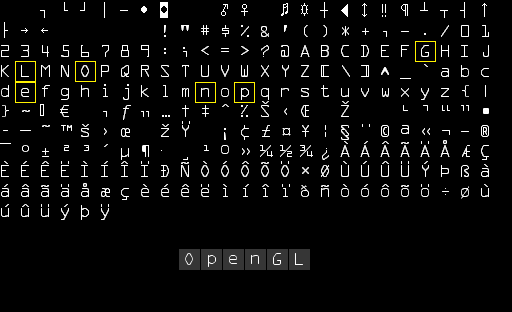 ┐ └ ┘ │ ─ • ◘ ♂ ♀ ♬ ☼ ┼ ◄ ↕ ‼ ¶ ┴ ┤ ↑
├ → ← ! " # $ % & ' ( ) * + , - . / 0 1
2 3 4 5 6 7 8 9 : ; < = > ? @ A B C D E F G H I J
K L M N O P Q R S T U V W X Y Z [ \ ] ^ _ ` a b c
d e f g h i j k l m n o p q r s t u v w x y z { |
} ~ € ‚ ƒ „ … † ‡ ˆ ‰ Š ‹ Œ Ž ‘ ’ “ ” •
– — ˜ ™ š › œ ž Ÿ ¡ ¢ £ ¤ ¥ ¦ § ¨ © ª « ¬ - ®
¯ ° ± ² ³ ´ µ ¶ · ¸ ¹ º » ¼ ½ ¾ ¿ À Á Â Ã Ä Å Æ Ç
È É Ê Ë Ì Í Î Ï Ð Ñ Ò Ó Ô Õ Ö × Ø Ù Ú Û Ü Ý Þ ß à
á â ã ä å æ ç è é ê ë ì í î ï ð ñ ò ó ô õ ö ÷ ø ù
ú û ü ý þ ÿ
OpenGL